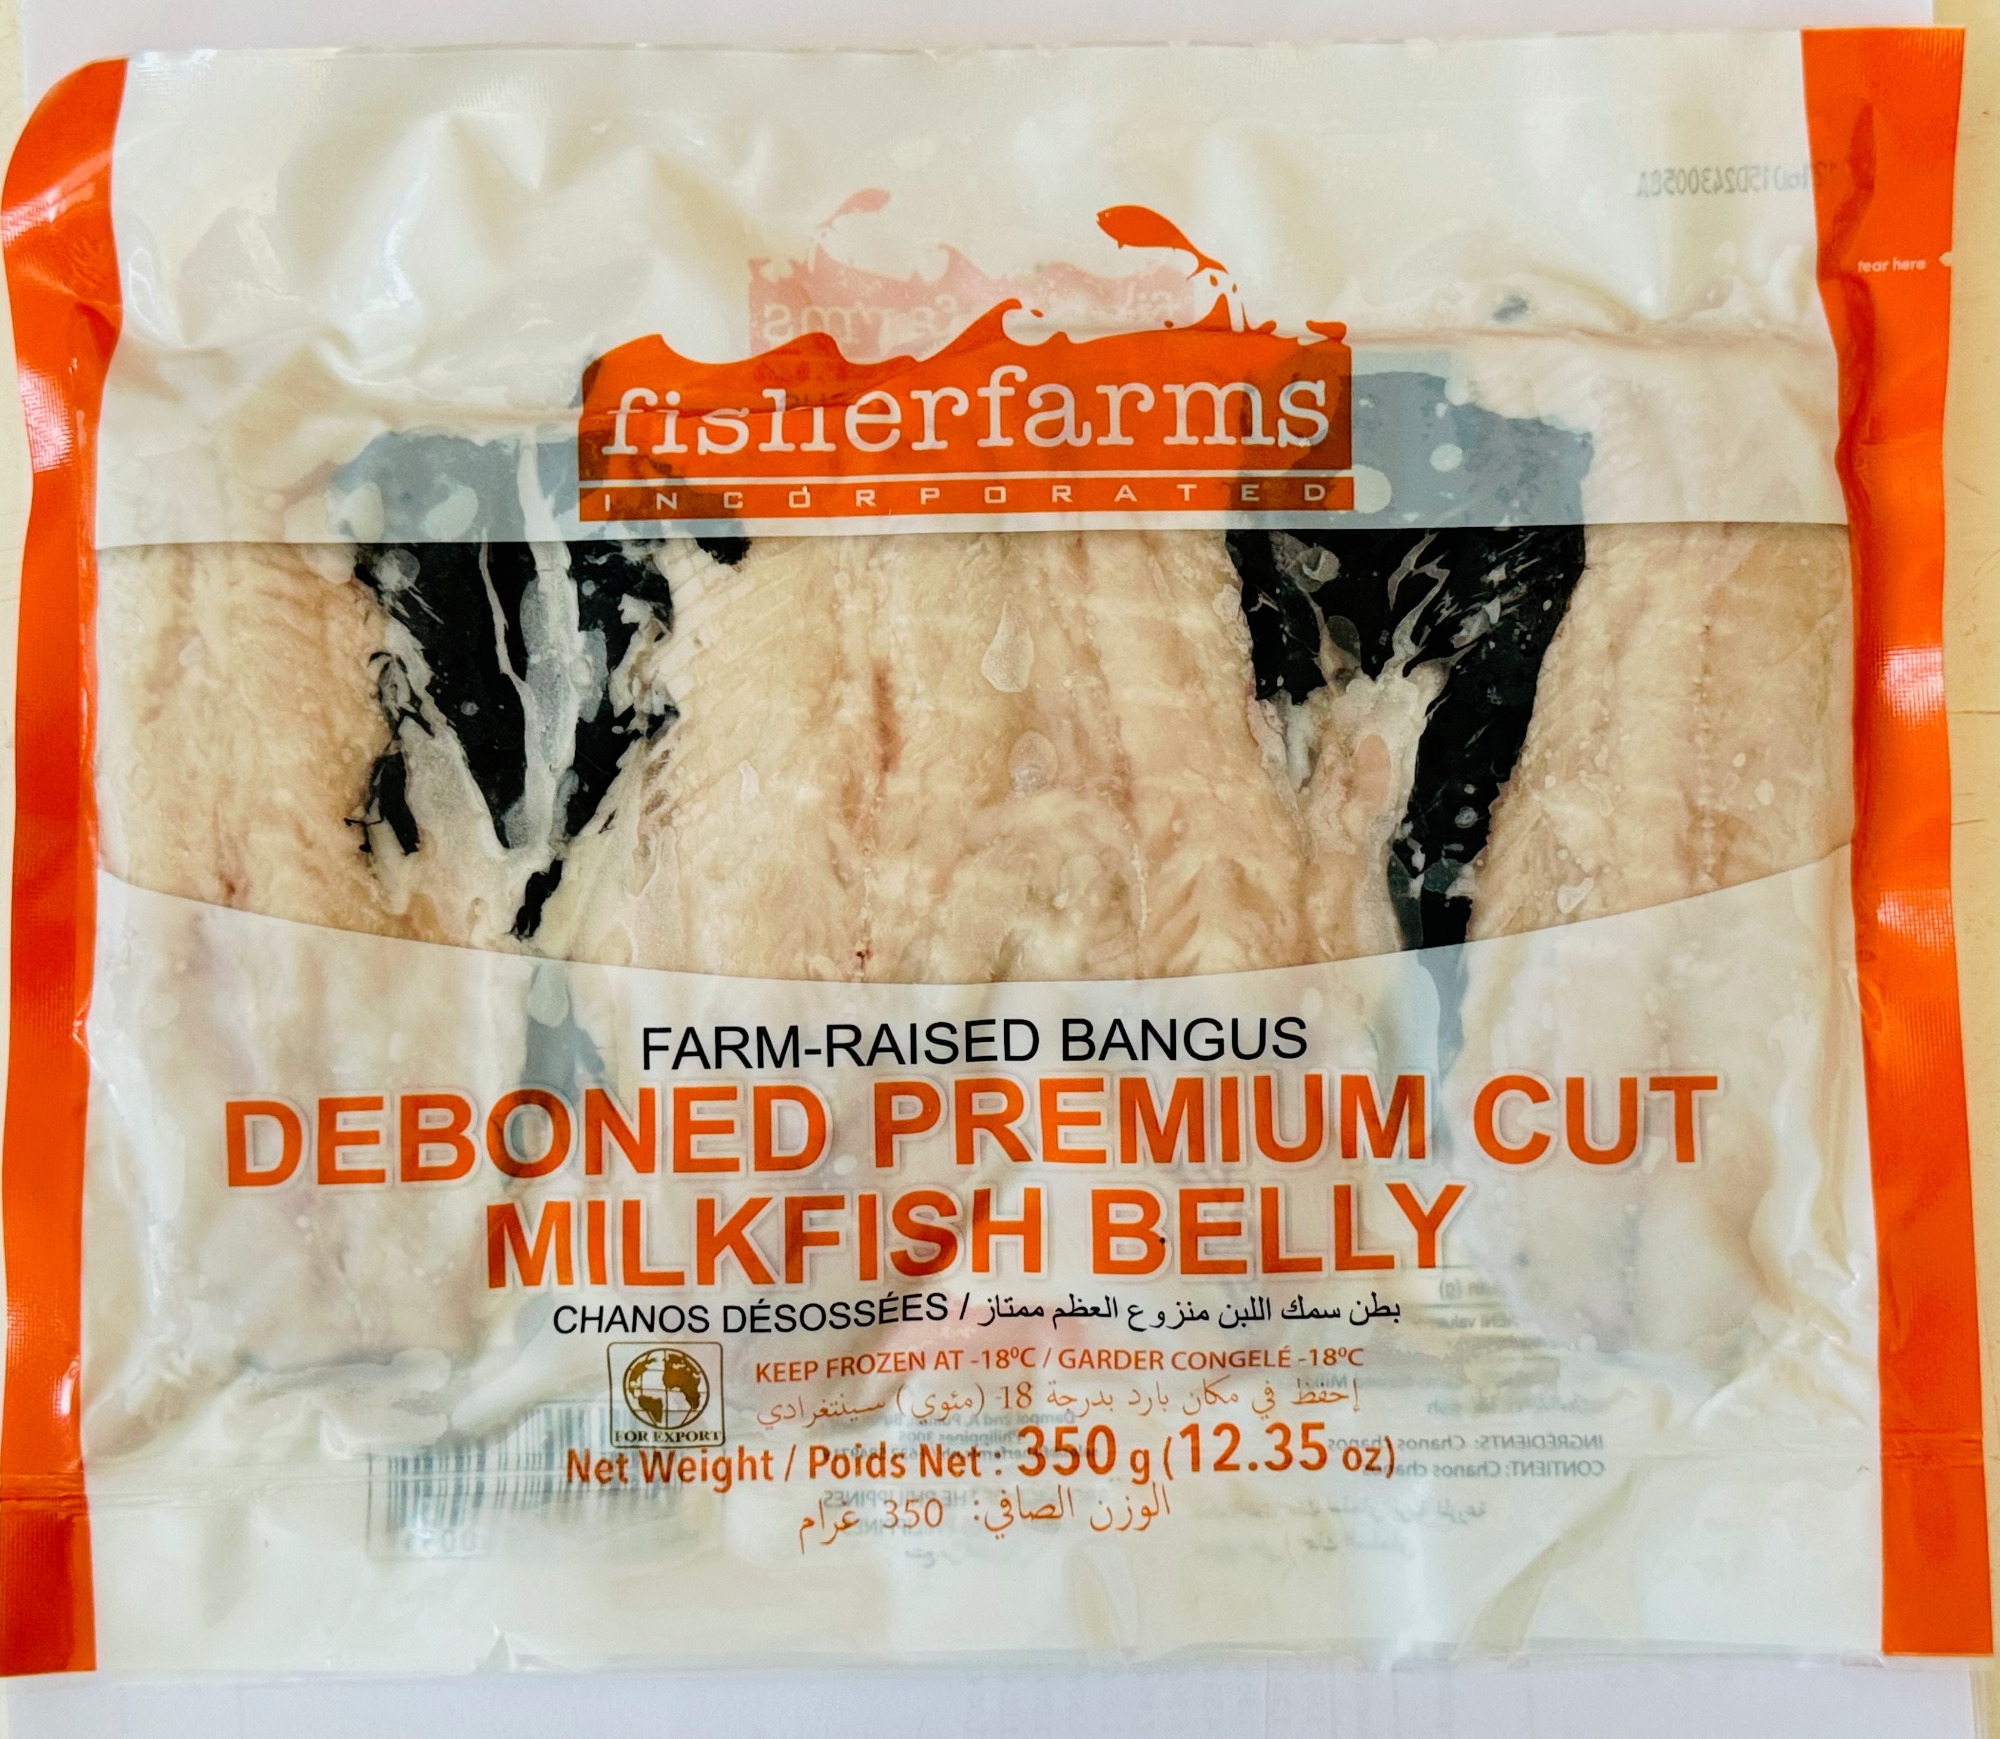 tear here
fisherfarms
INCORPORATED
FARM-RAISED BANGUS
DEBONED PREMIUM CUT
MILKFISH BELLY
CHANOS DÉSOSSÉES / بطن سمك اللبن منزوع العظم ممتاز
KEEP FROZEN AT -18ºC / GARDER CONGELÉ -18ºC
إحفظ في مكان بارد بدرجة 18- (مئوي) سينتغرادي
FOR EXPORT
Net Weight / Poids Net : 350 g (12.35 oz)
الوزن الصافي: 350 غرام